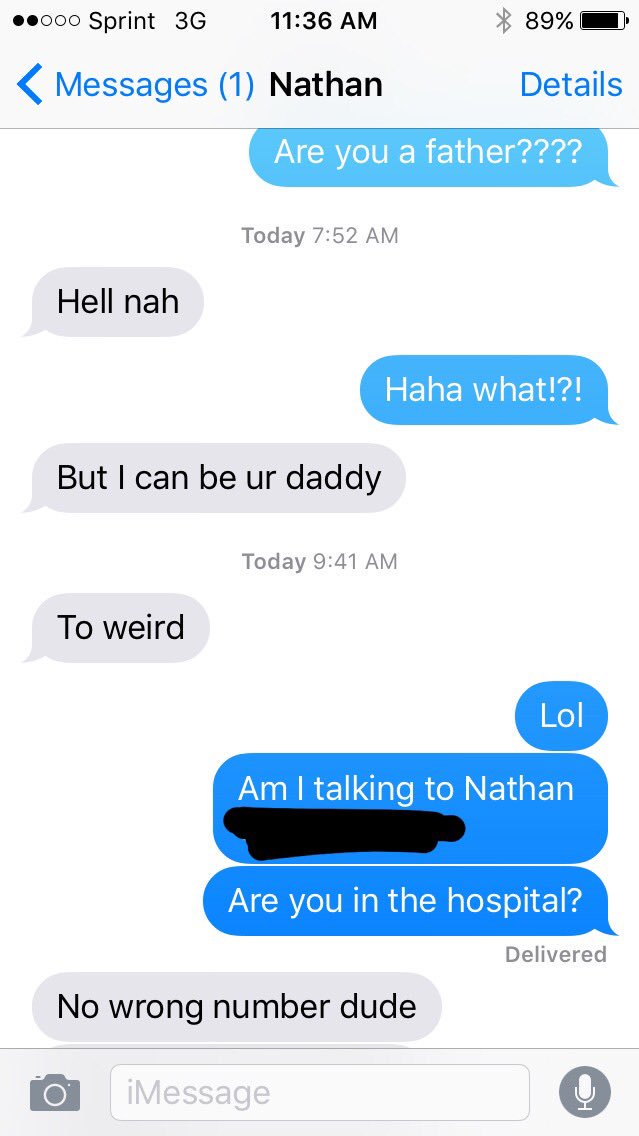 Sprint 3G 11:36 AM 89%
Messages (1) Nathan Details
Are you a father????
Today 7:52 AM
Hell nah
Haha what!?!
But I can be ur daddy
Today 9:41 AM
To weird
Lol
Am I talking to Nathan
Are you in the hospital?
Delivered
No wrong number dude
iMessage